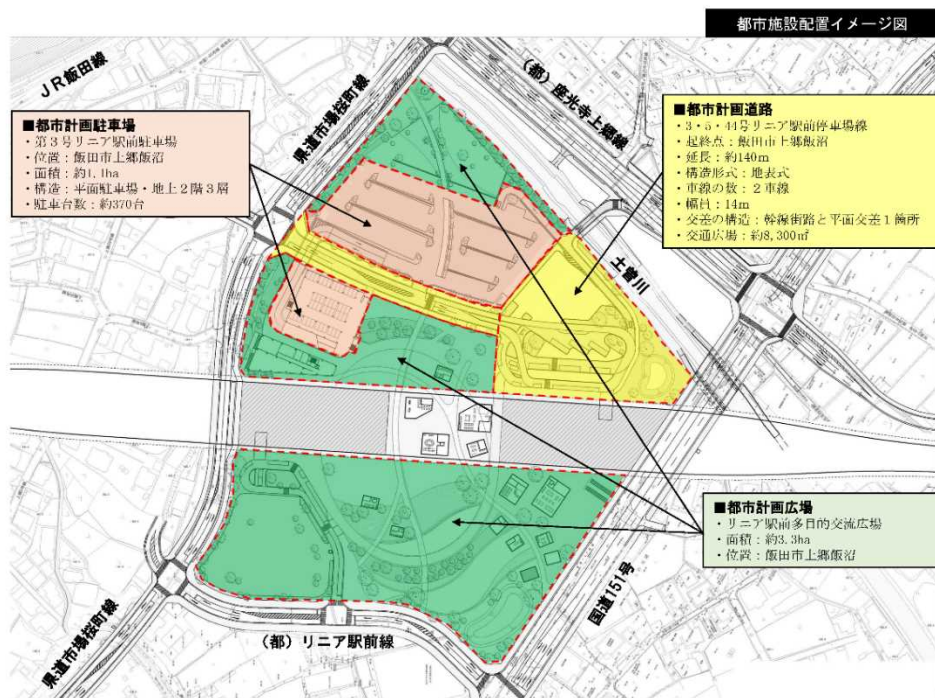 都市施設配置イメージ図
JR飯田線
県道市場桜町線
(都)座光寺上郷線
■都市計画駐車場
・第3号リニア駅前駐車場
・位置：飯田市上郷飯沼
・面積：約1.1ha
・構造：平面駐車場・地上2階3層
・駐車台数：約370台
■都市計画道路
・3・5・44号リニア駅前停車場線
・起終点：飯田市上郷飯沼
・延長：約140m
・構造形式：地表式
・車線の数：2車線
・幅員：14m
・交差の構造：幹線街路と平面交差1箇所
・交通広場：約8,300㎡
土曽川
■都市計画広場
・リニア駅前多目的交流広場
・面積：約3.3ha
・位置：飯田市上郷飯沼
国道151号
県道市場桜町線
(都)リニア駅前線